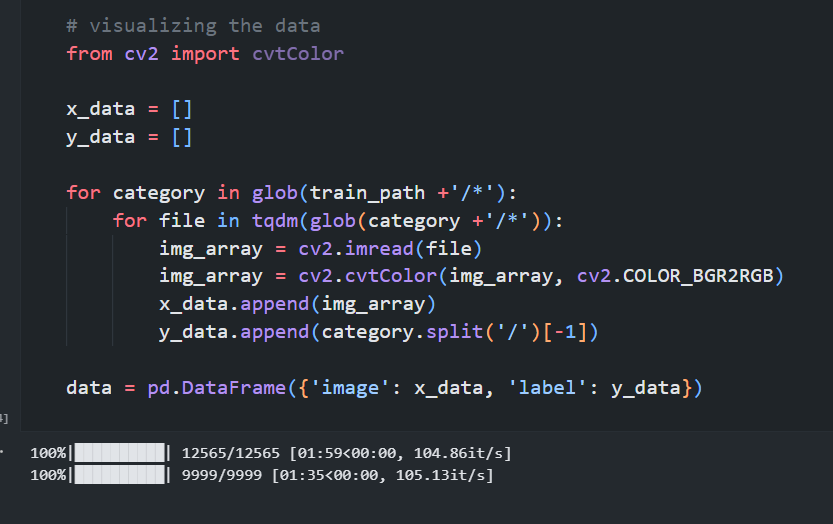 # visualizing the data
from cv2 import cvtColor
x_data = []
y_data = []
for category in glob(train_path +'/*'):
for file in tqdm(glob(category +'/*')):
img_array = cv2.imread(file)
img_array = cv2.cvtColor(img_array, cv2.COLOR_BGR2RGB)
x_data.append(img_array)
y_data.append(category.split('/')[-1])
data = pd.DataFrame({'image': x_data, 'label': y_data})
100%|██████████| 12565/12565 [01:59<00:00, 104.86it/s]
100%|██████████| 9999/9999 [01:35<00:00, 105.13it/s]